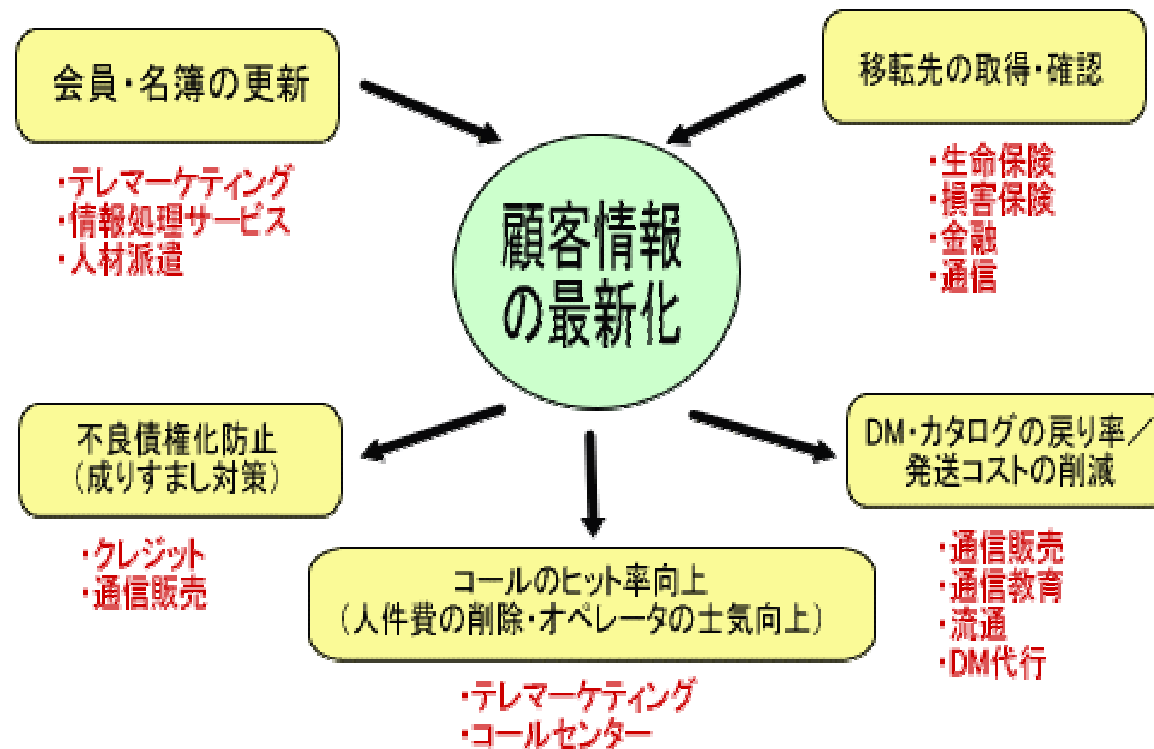 会員・名簿の更新
・テレマーケティング
・情報処理サービス
・人材派遣
移転先の取得・確認
・生命保険
・損害保険
・金融
・通信
顧客情報
の最新化
不良債権化防止
(成りすまし対策)
・クレジット
・通信販売
コールのヒット率向上
(人件費の削除・オペレータの士気向上)
・テレマーケティング
・コールセンター
DM・カタログの戻り率／
発送コストの削減
・通信販売
・通信教育
・流通
・DM代行